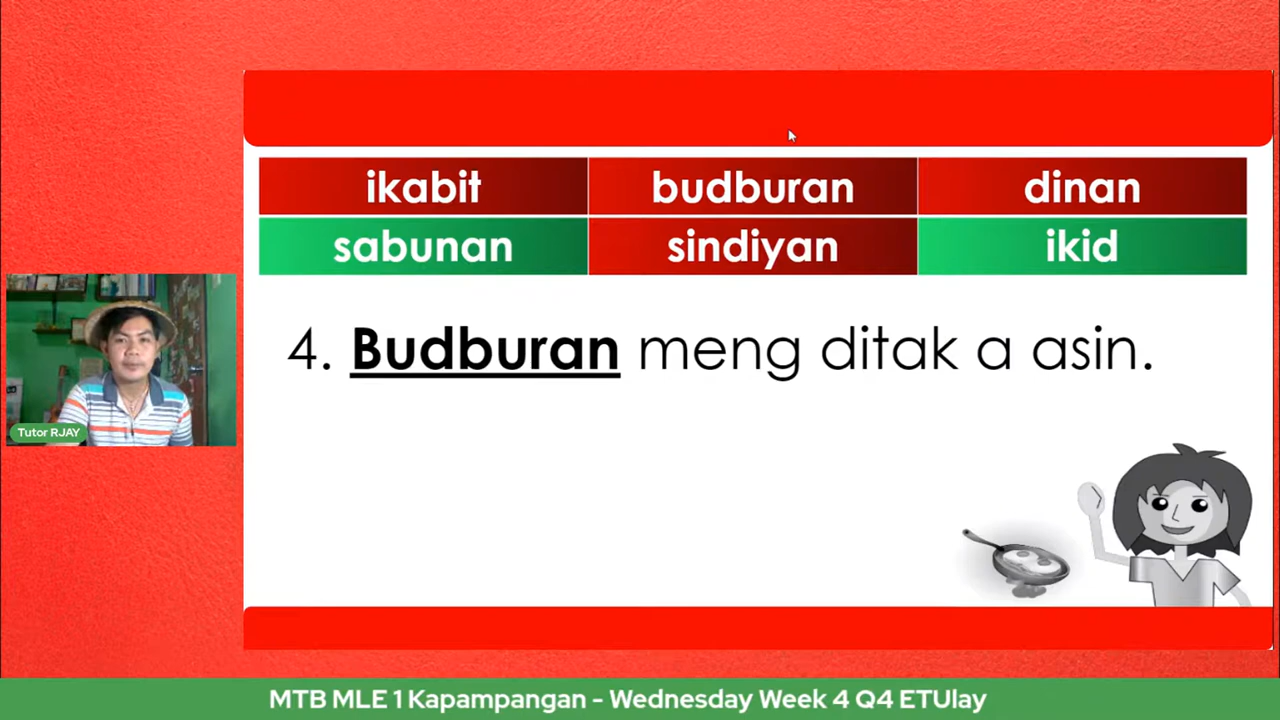 ikabit budburan dinan
sabunan sindiyan ikid
4. Budburan meng ditak a asin.
Tutor RJAY
MTB MLE 1 Kapampangan - Wednesday Week 4 Q4 ETUlay